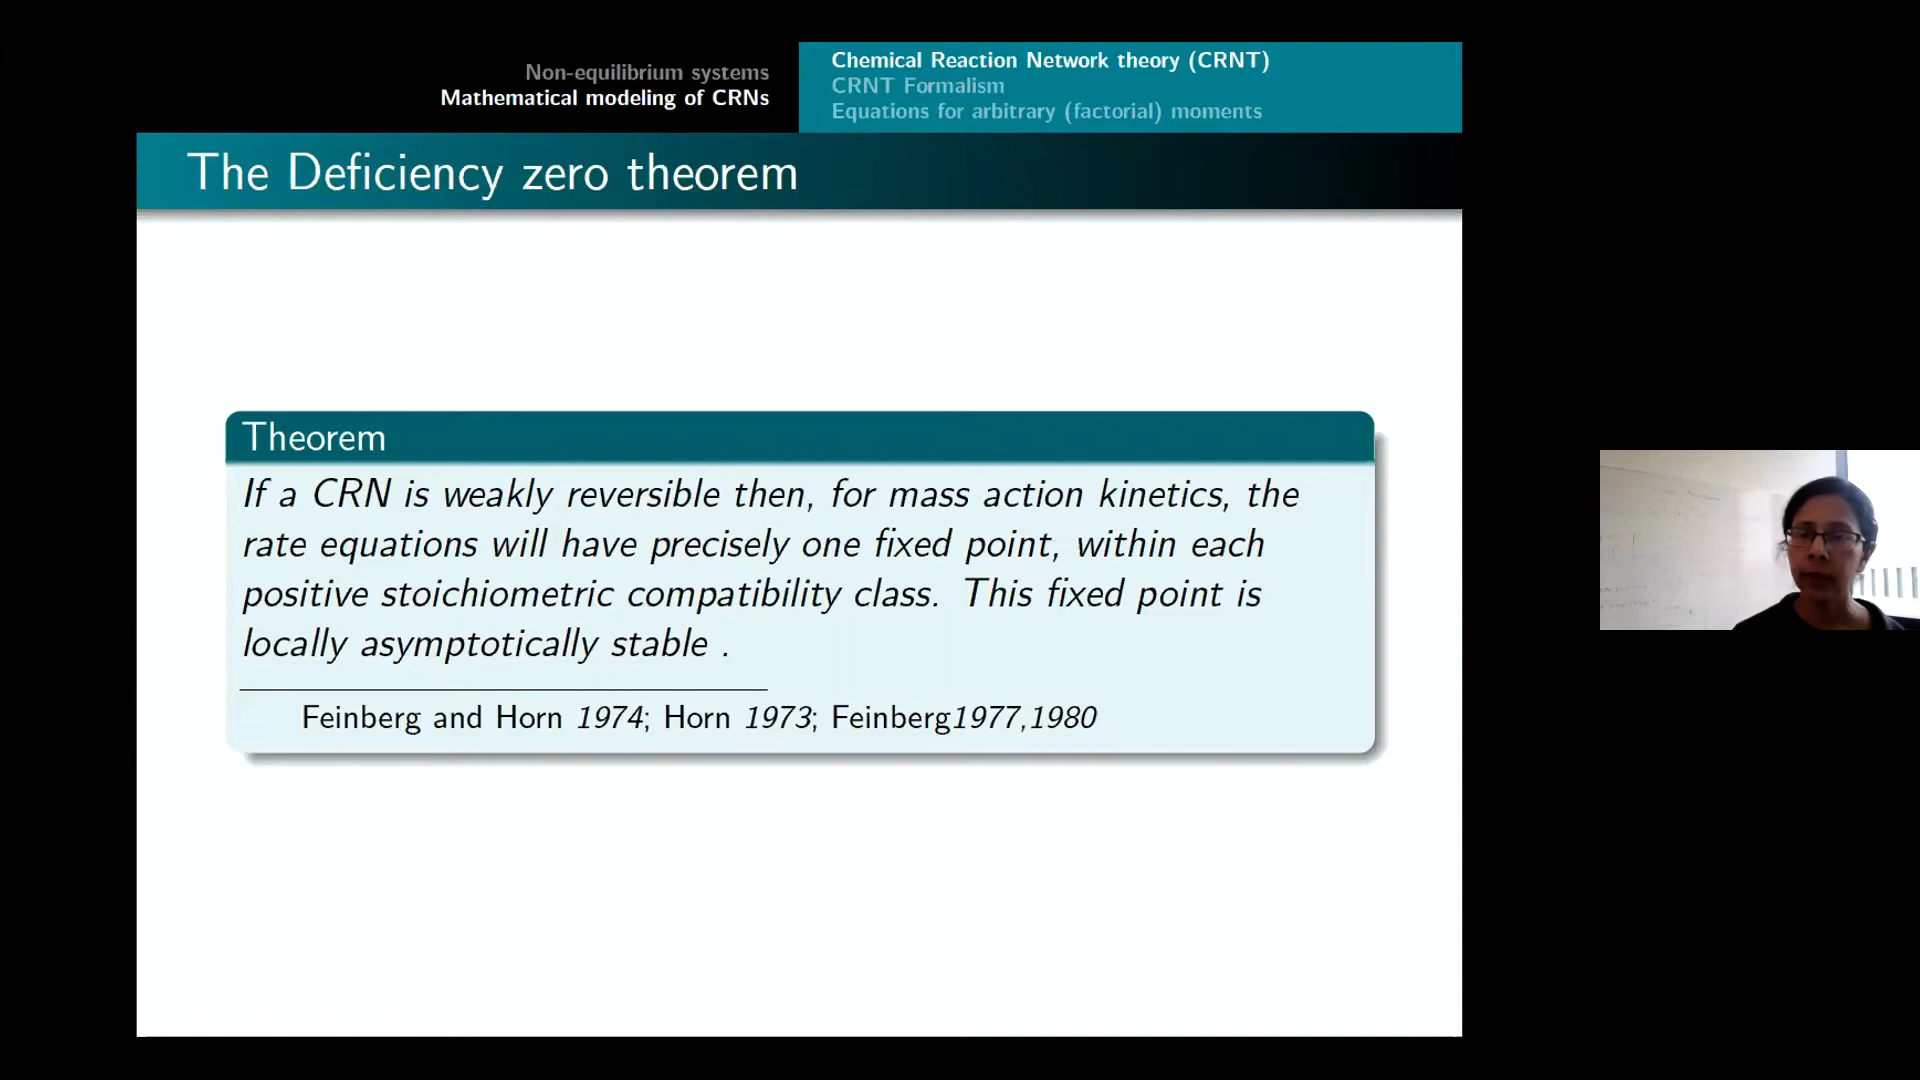 Non-equilibrium systems
Mathematical modeling of CRNs
Chemical Reaction Network theory (CRNT)
CRNT Formalism
Equations for arbitrary (factorial) moments
The Deficiency zero theorem
Theorem
If a CRN is weakly reversible then, for mass action kinetics, the
rate equations will have precisely one fixed point, within each
positive stoichiometric compatibility class. This fixed point is
locally asymptotically stable .
Feinberg and Horn 1974; Horn 1973; Feinberg1977,1980